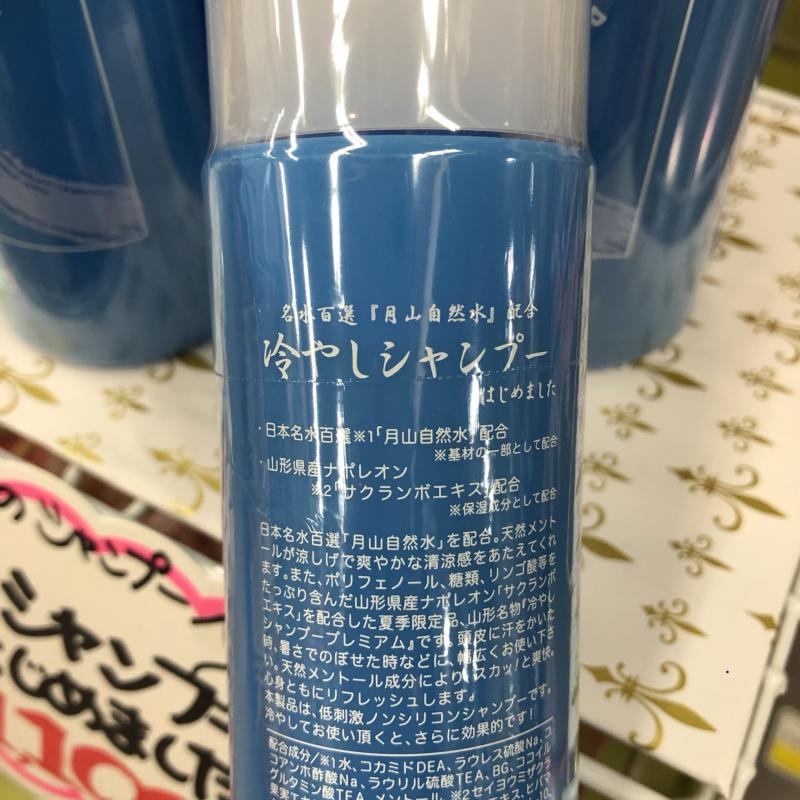 名水百選『月山自然水』配合
冷やしシャンプー
はじめました
・日本名水百選※1「月山自然水」配合
※基材の一部として配合
・山形県産ナポレオン
※2「サクランボエキス」配合
※保湿成分として配合
日本名水百選「月山自然水」を配合。天然メント
ールが涼しげで爽やかな清涼感をあたえてくれ
ます。また、ポリフェノール、糖類、リンゴ酸等を
たっぷり含んだ山形県産ナポレオン「サクランボ
エキス」を配合した夏季限定品、山形名物『冷やし
シャンプープレミアム』です。頭皮に汗をかいた
時、暑さでのぼせた時などに、幅広くお使い下さ
い。天然メントール成分により、スカッ!と爽快。
心身ともにリフレッシュします。
本製品は、低刺激ノンシリコンシャンプーです。
冷やしてお使い頂くと、さらに効果的です!
配合成分/※1水、コカミドDEA、ラウレス硫酸Na、コ
コアンホ酢酸Na、ラウリル硫酸TEA、BG、ココイル
グルタミン酸TEA、メントール、※2セイヨウミザクラ
果実エキス
シャン
はじめました